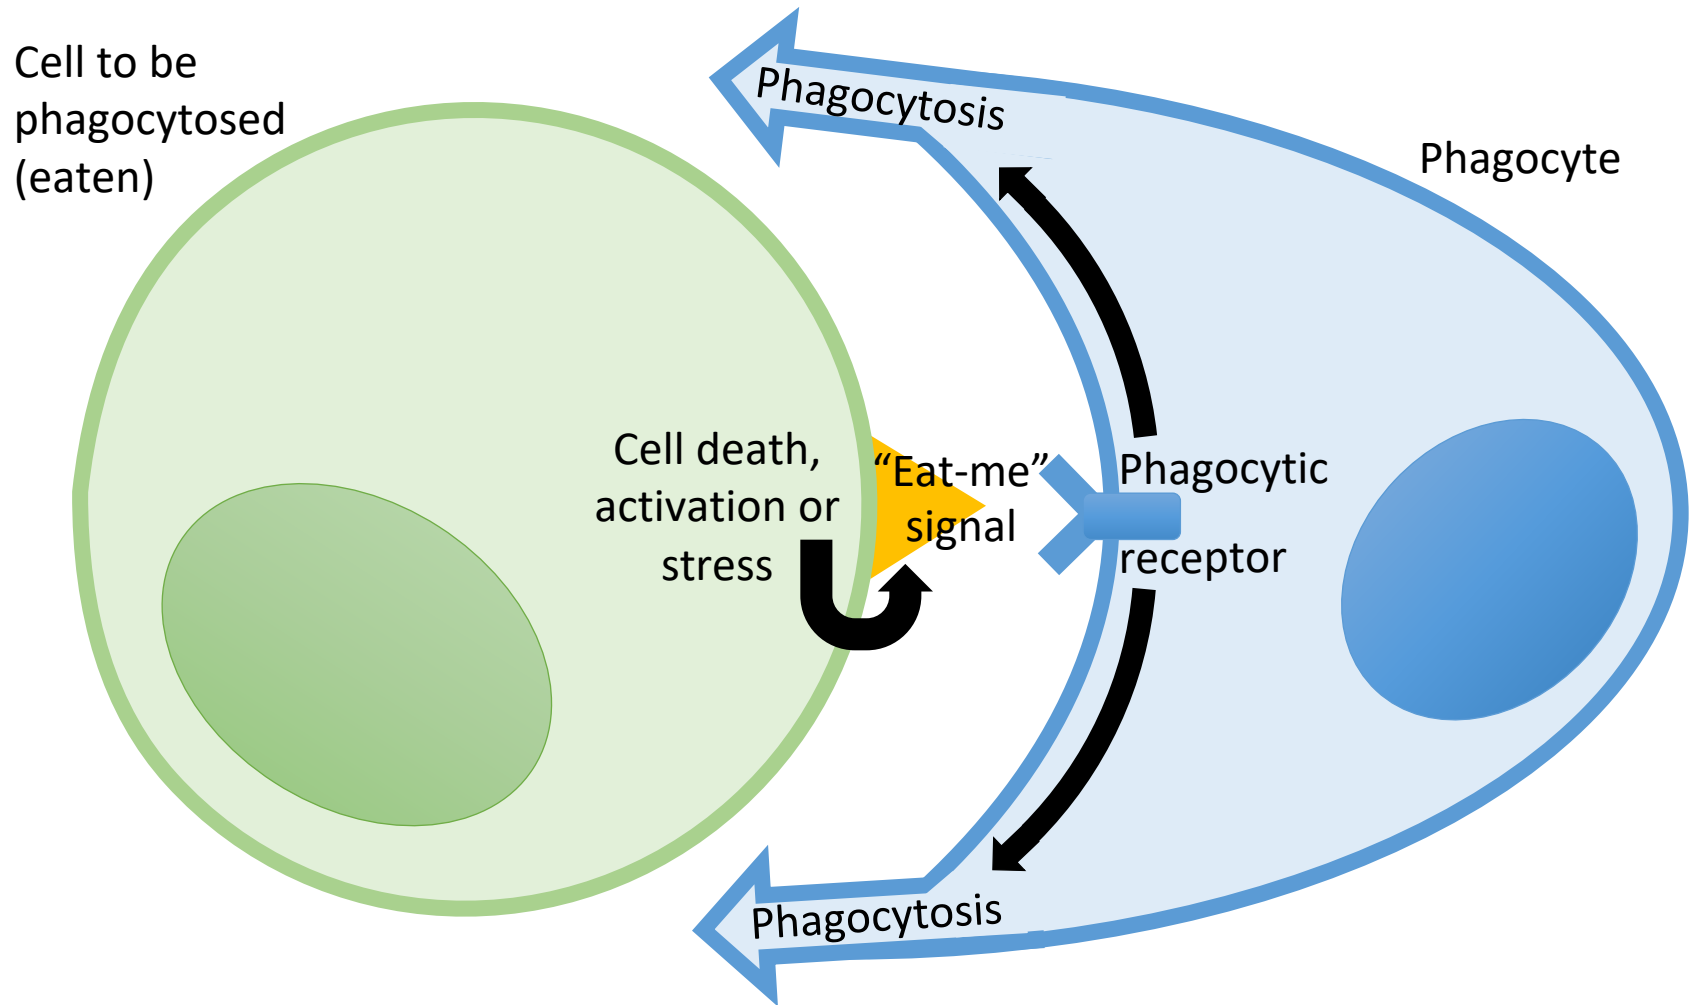 Cell to be
phagocytosed
(eaten)
Phagocytosis
Phagocyte
Cell death,
activation or
stress
“Eat-me”
signal
Phagocytic
receptor
Phagocytosis